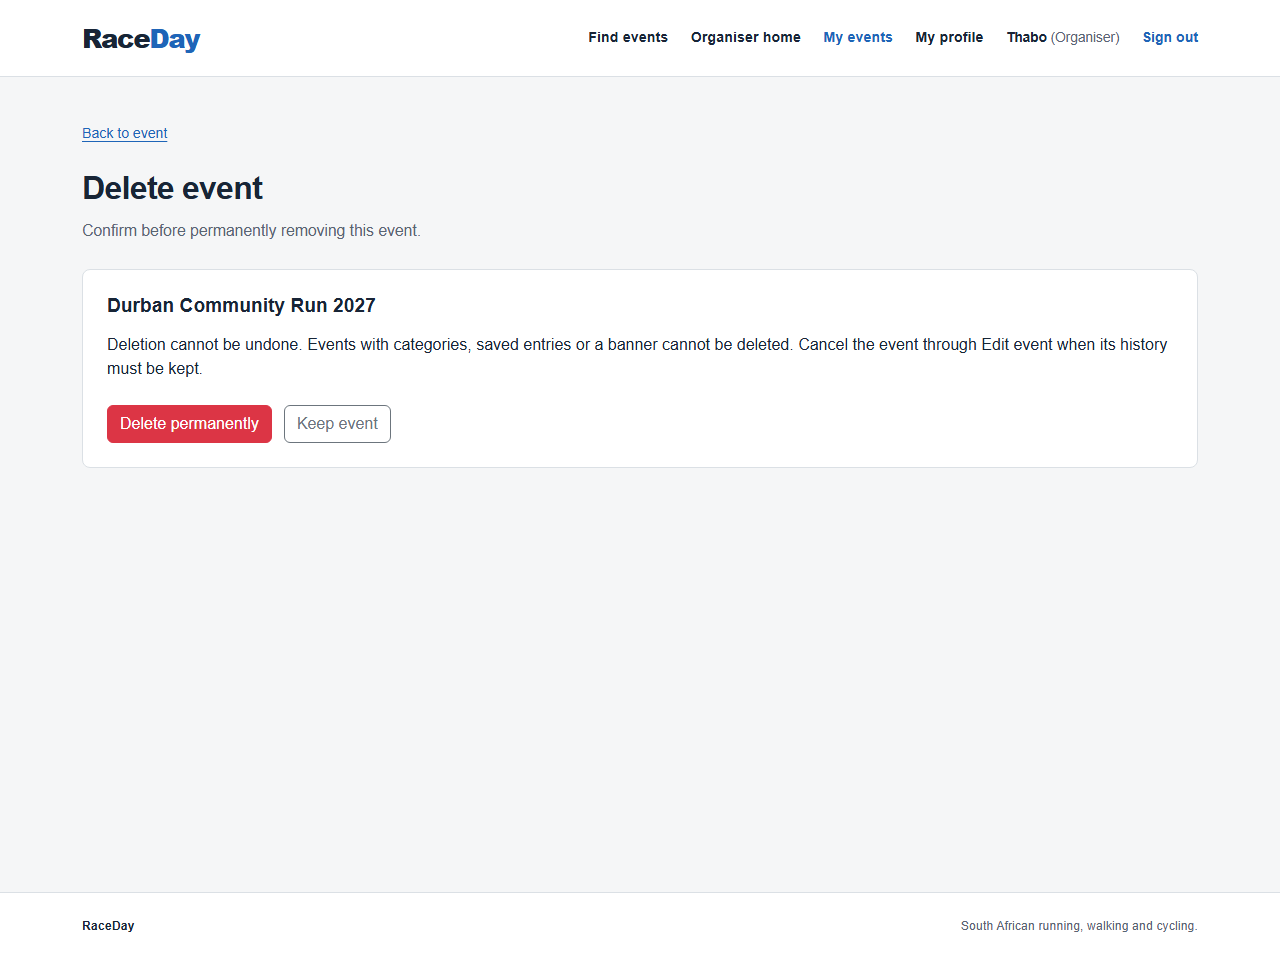 RaceDay
Find events
Organiser home
My events
My profile
Thabo (Organiser)
Sign out
Back to event
Delete event
Confirm before permanently removing this event.
Durban Community Run 2027
Deletion cannot be undone. Events with categories, saved entries or a banner cannot be deleted. Cancel the event through Edit event when its history
must be kept.
Delete permanently
Keep event
RaceDay
South African running, walking and cycling.